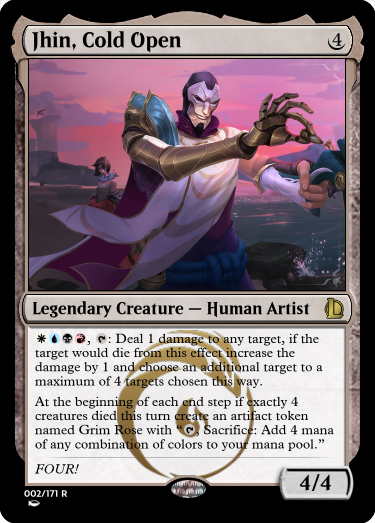 Jhin, Cold Open 4
Legendary Creature — Human Artist
: Deal 1 damage to any target, if the
target would die from this effect increase the
damage by 1 and choose an additional target to a
maximum of 4 targets chosen this way.
At the beginning of each end step if exactly 4
creatures died this turn create an artifact token
named Grim Rose with “, Sacrifice: Add 4 mana
of any combination of colors to your mana pool.”
FOUR!
4/4
002/171 R